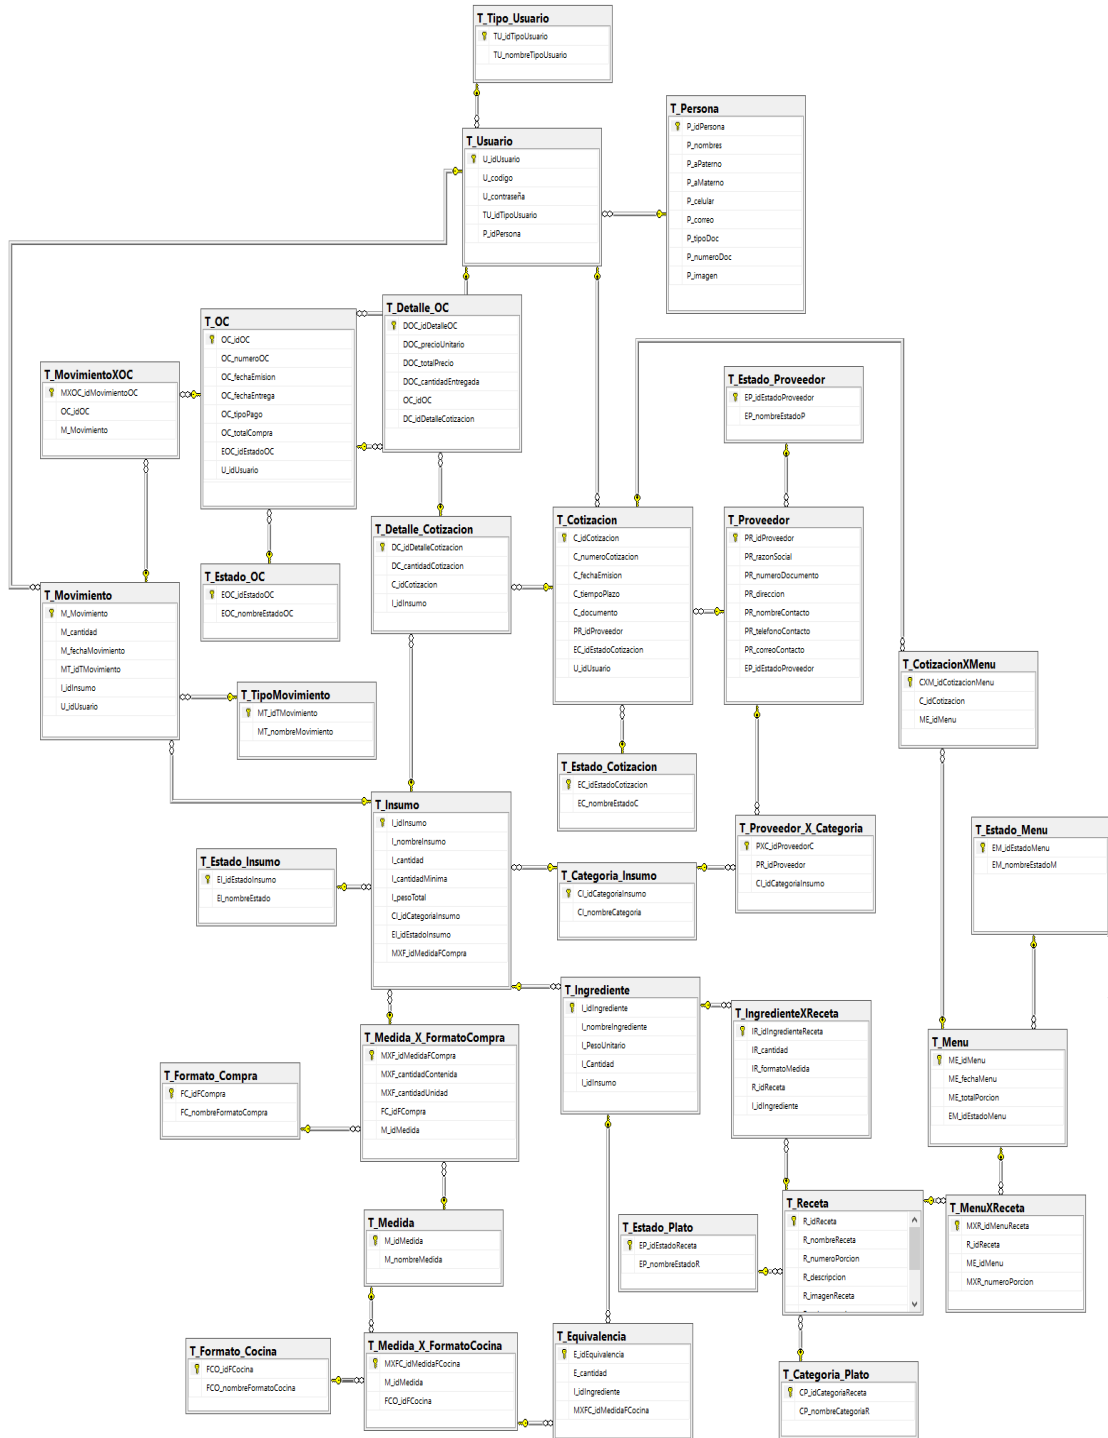 T_Tipo_Usuario
TU_idTipoUsuario
TU_nombreTipoUsuario
T_Persona
P_idPersona
P_nombres
P_aPaterno
P_aMaterno
P_celular
P_correo
P_tipoDoc
P_numeroDoc
P_imagen
T_Usuario
U_idUsuario
U_codigo
U_contraseña
TU_idTipoUsuario
P_idPersona
T_Detalle_OC
DOC_idDetalleOC
DOC_precioUnitario
DOC_totalPrecio
DOC_cantidadEntregada
OC_idOC
DC_idDetalleCotizacion
T_OC
OC_idOC
OC_numeroOC
OC_fechaEmision
OC_fechaEntrega
OC_tipoPago
OC_totalCompra
EOC_idEstadoOC
U_idUsuario
T_MovimientoXOC
MXOC_idMovimientoOC
OC_idOC
M_Movimiento
T_Estado_Proveedor
EP_idEstadoProveedor
EP_nombreEstadoP
T_Detalle_Cotizacion
DC_idDetalleCotizacion
DC_cantidadCotizacion
C_idCotizacion
I_idInsumo
T_Cotizacion
C_idCotizacion
C_numeroCotizacion
C_fechaEmision
C_tiempoPlazo
C_documento
PR_idProveedor
EC_idEstadoCotizacion
U_idUsuario
T_Proveedor
PR_idProveedor
PR_razonSocial
PR_numeroDocumento
PR_direccion
PR_nombreContacto
PR_telefonoContacto
PR_correoContacto
EP_idEstadoProveedor
T_Estado_OC
EOC_idEstadoOC
EOC_nombreEstadoOC
T_Movimiento
M_Movimiento
M_cantidad
M_fechaMovimiento
MT_idTMovimiento
I_idInsumo
U_idUsuario
T_TipoMovimiento
MT_idTMovimiento
MT_nombreMovimiento
T_CotizacionXMenu
CXM_idCotizacionMenu
C_idCotizacion
ME_idMenu
T_Estado_Cotizacion
EC_idEstadoCotizacion
EC_nombreEstadoC
T_Insumo
I_idInsumo
I_nombreInsumo
I_cantidad
I_cantidadMinima
I_pesoTotal
CI_idCategoriaInsumo
EI_idEstadoInsumo
MXF_idMedidaFCompra
T_Proveedor_X_Categoria
PXC_idProveedorC
PR_idProveedor
CI_idCategoriaInsumo
T_Estado_Menu
EM_idEstadoMenu
EM_nombreEstadoM
T_Estado_Insumo
EI_idEstadoInsumo
EI_nombreEstado
T_Categoria_Insumo
CI_idCategoriaInsumo
CI_nombreCategoria
T_Ingrediente
I_idIngrediente
I_nombreIngrediente
I_PesoUnitario
I_Cantidad
I_idInsumo
T_IngredienteXReceta
IR_idIngredienteReceta
IR_cantidad
IR_formatoMedida
R_idReceta
I_idIngrediente
T_Medida_X_FormatoCompra
MXF_idMedidaFCompra
MXF_cantidadContenida
MXF_cantidadUnidad
FC_idFCompra
M_idMedida
T_Menu
ME_idMenu
ME_fechaMenu
ME_totalPorcion
EM_idEstadoMenu
T_Formato_Compra
FC_idFCompra
FC_nombreFormatoCompra
T_Receta
R_idReceta
R_nombreReceta
R_numeroPorcion
R_descripcion
R_imagenReceta
T_MenuXReceta
MXR_idMenuReceta
R_idReceta
ME_idMenu
MXR_numeroPorcion
T_Medida
M_idMedida
M_nombreMedida
T_Estado_Plato
EP_idEstadoReceta
EP_nombreEstadoR
T_Equivalencia
E_idEquivalencia
E_cantidad
I_idIngrediente
MXFC_idMedidaFCocina
T_Medida_X_FormatoCocina
MXFC_idMedidaFCocina
M_idMedida
FCO_idFCocina
T_Formato_Cocina
FCO_idFCocina
FCO_nombreFormatoCocina
T_Categoria_Plato
CP_idCategoriaReceta
CP_nombreCategoriaR